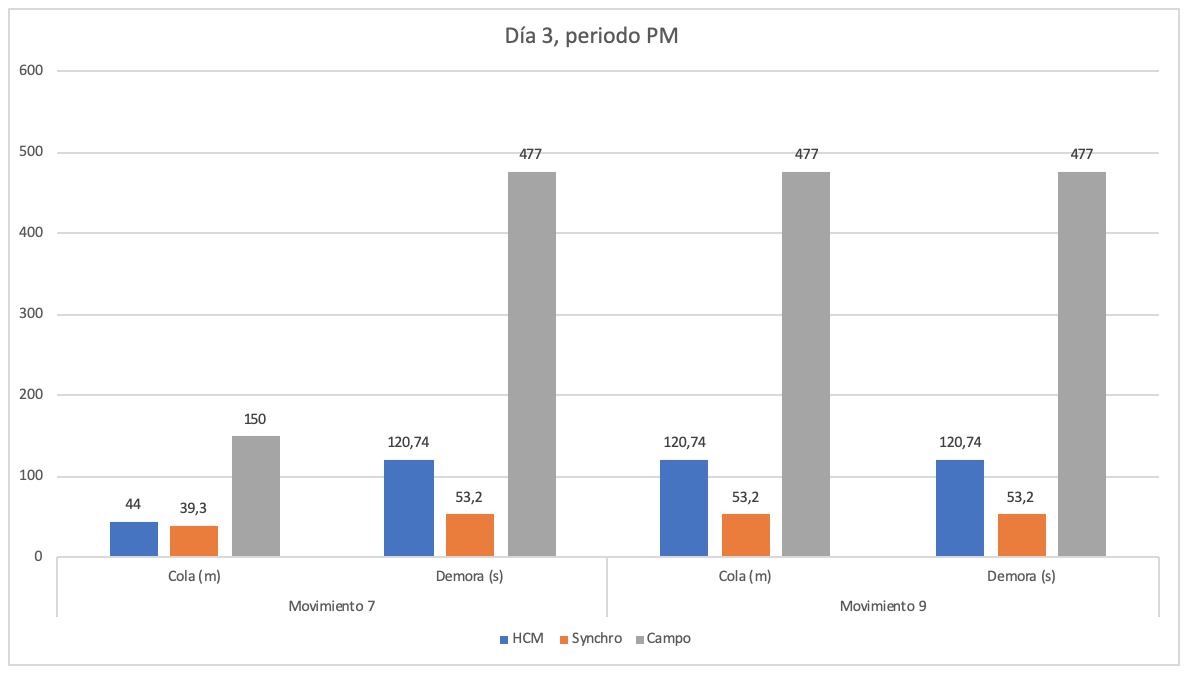 Día 3, periodo PM
600
500
400
300
200
100
0
44
39,3
150
120,74
53,2
477
120,74
53,2
477
120,74
53,2
477
Cola (m)
Demora (s)
Cola (m)
Demora (s)
Movimiento 7
Movimiento 9
HCM
Synchro
Campo